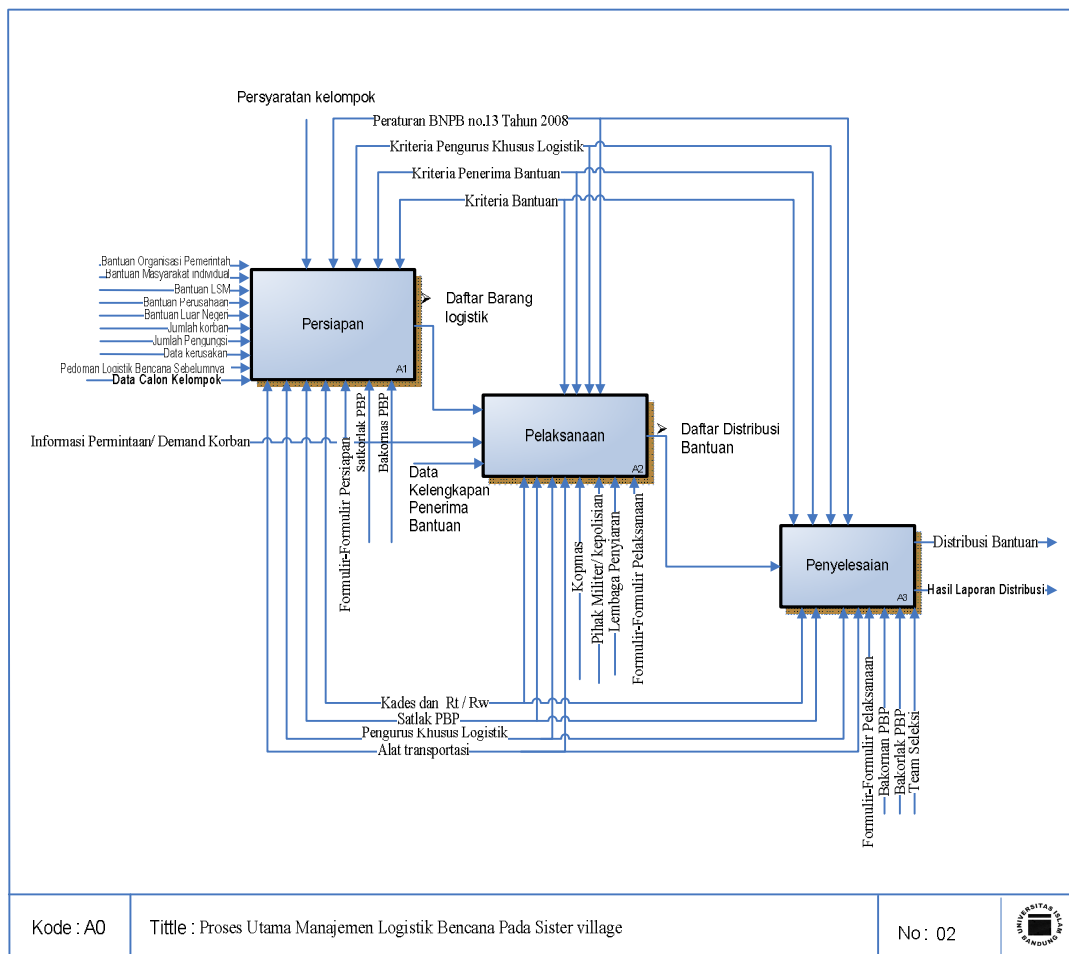 Persyaratan kelompok
Peraturan BNPB no.13 Tahun 2008
Kriteria Pengurus Khusus Logistik
Kriteria Penerima Bantuan
Kriteria Bantuan
Bantuan Organisasi Pemerintah
Bantuan Masyarakat individual
Bantuan LSM
Bantuan Perusahaan
Bantuan Luar Negeri
Jumlah korban
Jumlah Pengungsi
Data kerusakan
Pedoman Logistik Bencana Sebelumnya
Data Calon Kelompok
Persiapan
A1
Daftar Barang
logistik
Informasi Permintaan/ Demand Korban
Formulir-Formulir Persiapan
Satkorlak PBP
Bakornas PBP
Data
Kelengkapan
Penerima
Bantuan
Pelaksanaan
A2
Daftar Distribusi
Bantuan
Kopmas
Pihak Militer/ kepolisian
Lembaga Penyiaran
Formulir-Formulir Pelaksanaan
Penyelesaian
A3
Distribusi Bantuan
Hasil Laporan Distribusi
Kades dan Rt / Rw
Satlak PBP
Pengurus Khusus Logistik
Alat transportasi
Formulir-Formulir Pelaksanaan
Bakornan PBP
Bakorlak PBP
Team Seleksi
Kode : A0
Tittle : Proses Utama Manajemen Logistik Bencana Pada Sister village
No : 02
UNIVERSITAS ISLAM
BANDUNG